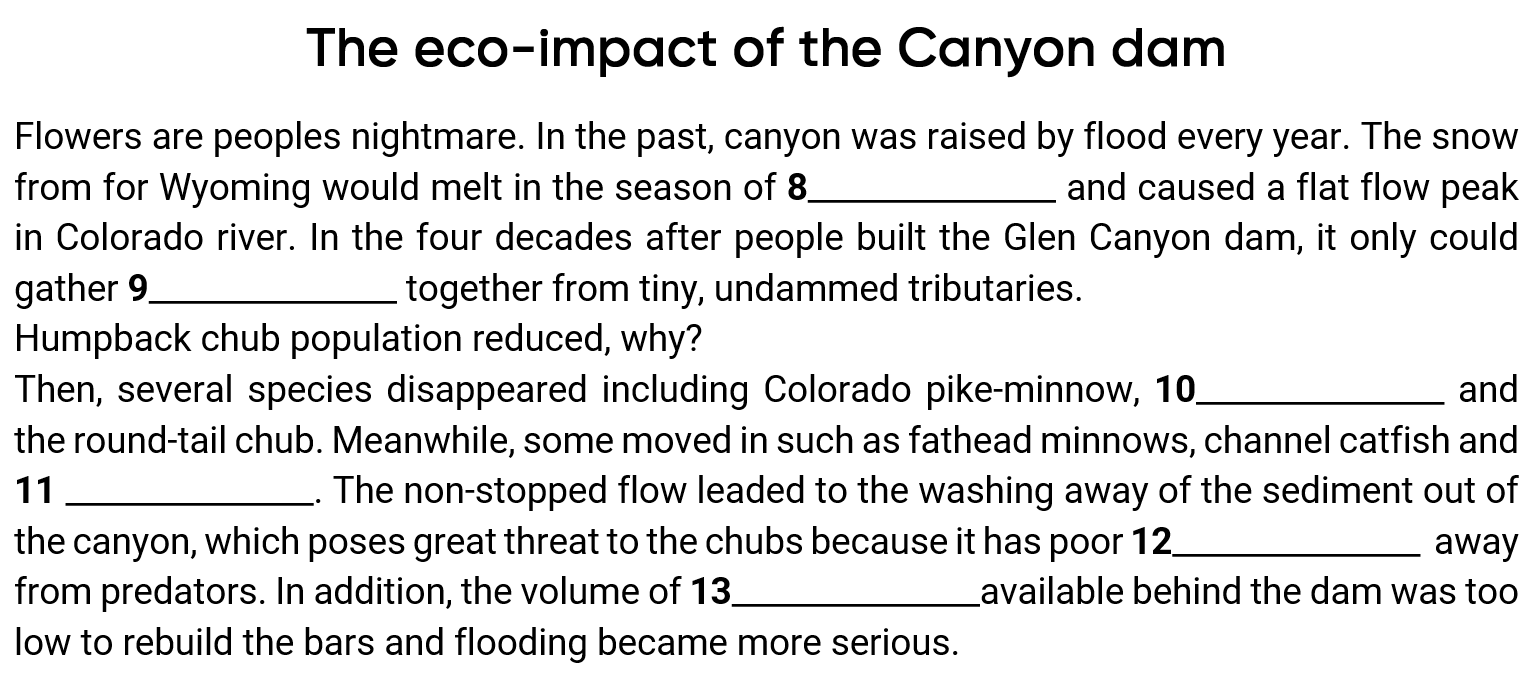 The eco-impact of the Canyon dam
Flowers are peoples nightmare. In the past, canyon was raised by flood every year. The snow
from for Wyoming would melt in the season of 8____________ and caused a flat flow peak
in Colorado river. In the four decades after people built the Glen Canyon dam, it only could
gather 9____________ together from tiny, undammed tributaries.
Humpback chub population reduced, why?
Then, several species disappeared including Colorado pike-minnow, 10____________ and
the round-tail chub. Meanwhile, some moved in such as fathead minnows, channel catfish and
11 ____________. The non-stopped flow leaded to the washing away of the sediment out of
the canyon, which poses great threat to the chubs because it has poor 12____________ away
from predators. In addition, the volume of 13____________available behind the dam was too
low to rebuild the bars and flooding became more serious.